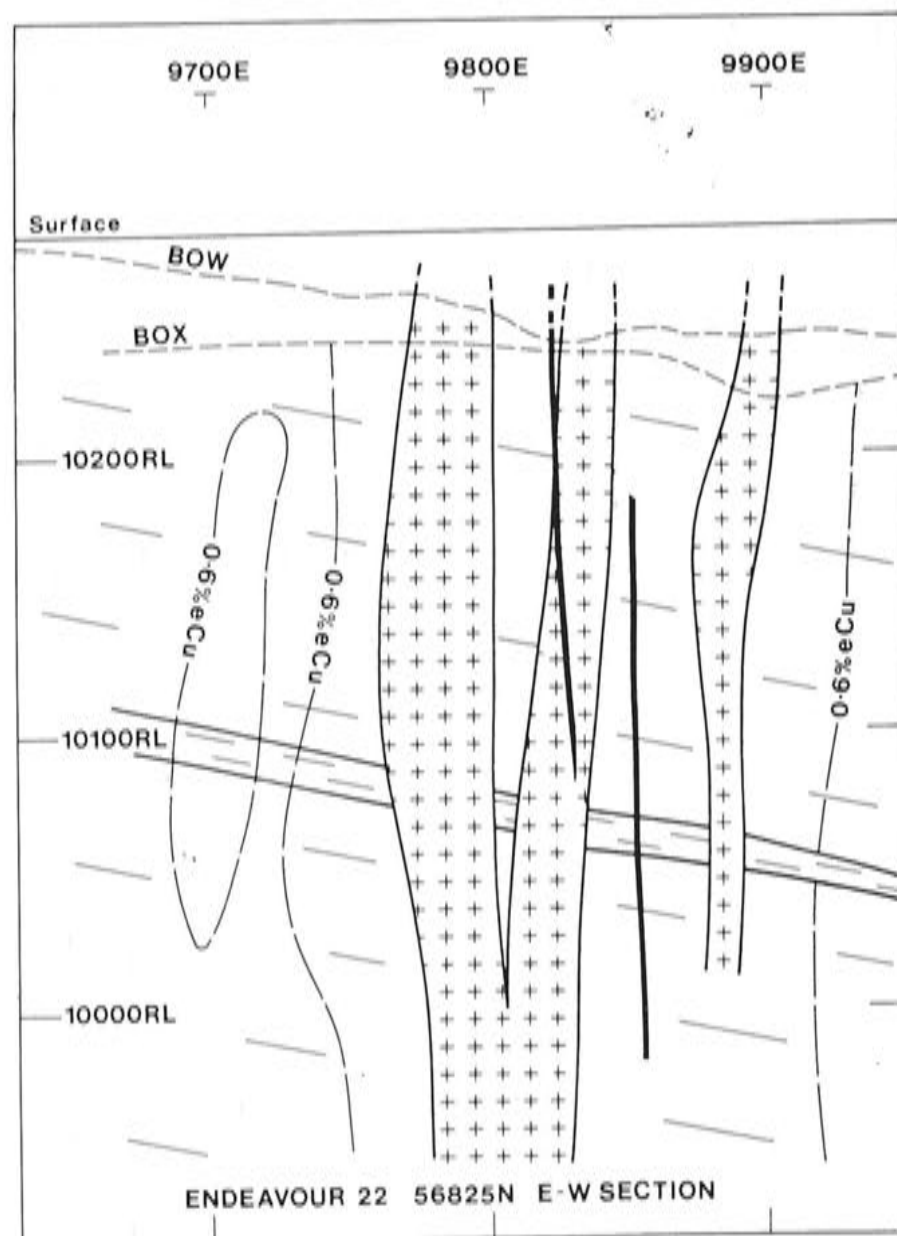 9700E 9800E 9900E
Surface
BOW
BOX
10200RL
0·6%eCu
0·6%eCu
0·6%eCu
10100RL
10000RL
ENDEAVOUR 22 56825N E-W SECTION